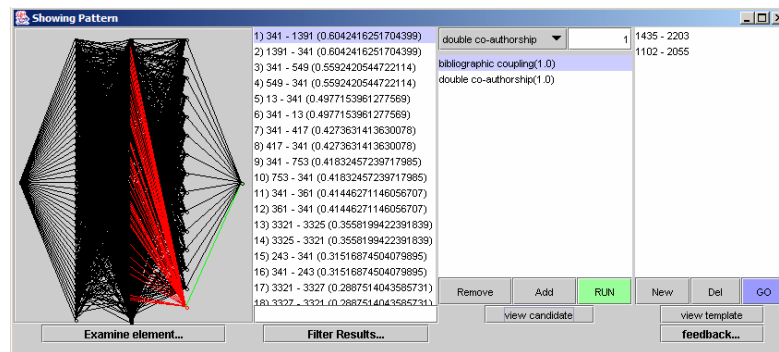 Showing Pattern
1) 341 - 1391 (0.6042416251704399)
2) 1391 - 341 (0.6042416251704399)
3) 341 - 549 (0.5592420544722114)
4) 549 - 341 (0.5592420544722114)
5) 13 - 341 (0.4977153961277569)
6) 341 - 13 (0.4977153961277569)
7) 341 - 417 (0.4273631413630078)
8) 417 - 341 (0.4273631413630078)
9) 341 - 753 (0.41832457239717985)
10) 753 - 341 (0.41832457239717985)
11) 341 - 361 (0.41446271146056707)
12) 361 - 341 (0.41446271146056707)
13) 3321 - 3325 (0.3558199422391839)
14) 3325 - 3321 (0.3558199422391839)
15) 243 - 341 (0.31516874504079895)
16) 341 - 243 (0.31516874504079895)
17) 3321 - 3327 (0.2887514043585731)
18) 3327 - 3321 (0.2887514043585731)
double co-authorship 1
bibliographic coupling(1.0)
double co-authorship(1.0)
1435 - 2203
1102 - 2055
Remove Add RUN New Del GO
view candidate view template
Examine element... Filter Results... feedback...